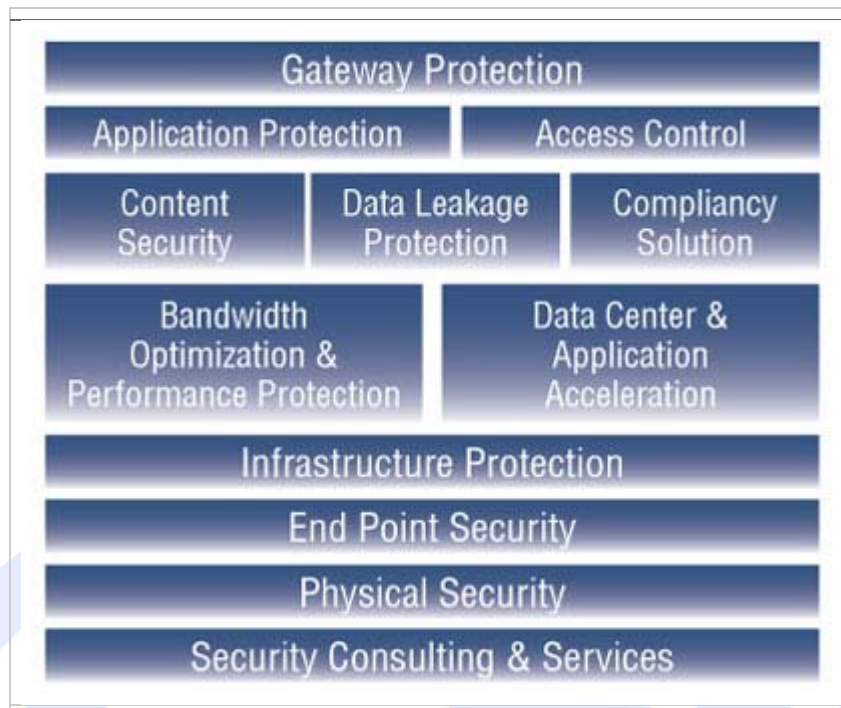 Gateway Protection
Application Protection
Access Control
Content
Security
Data Leakage
Protection
Compliancy
Solution
Bandwidth
Optimization &
Performance Protection
Data Center &
Application
Acceleration
Infrastructure Protection
End Point Security
Physical Security
Security Consulting & Services